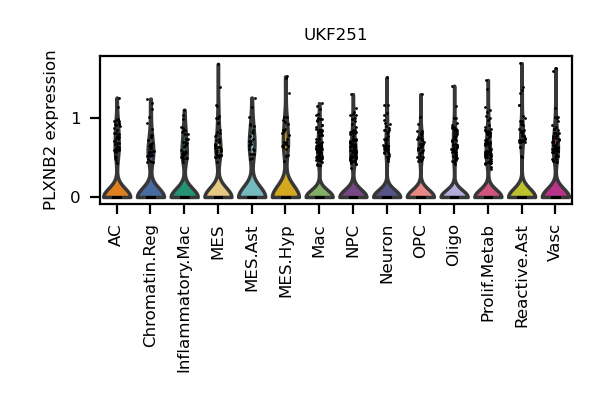 UKF251
PLXNB2 expression
1
0
AC
Chromatin.Reg
Inflammatory.Mac
MES
MES.Ast
MES.Hyp
Mac
NPC
Neuron
OPC
Oligo
Prolif.Metab
Reactive.Ast
Vasc